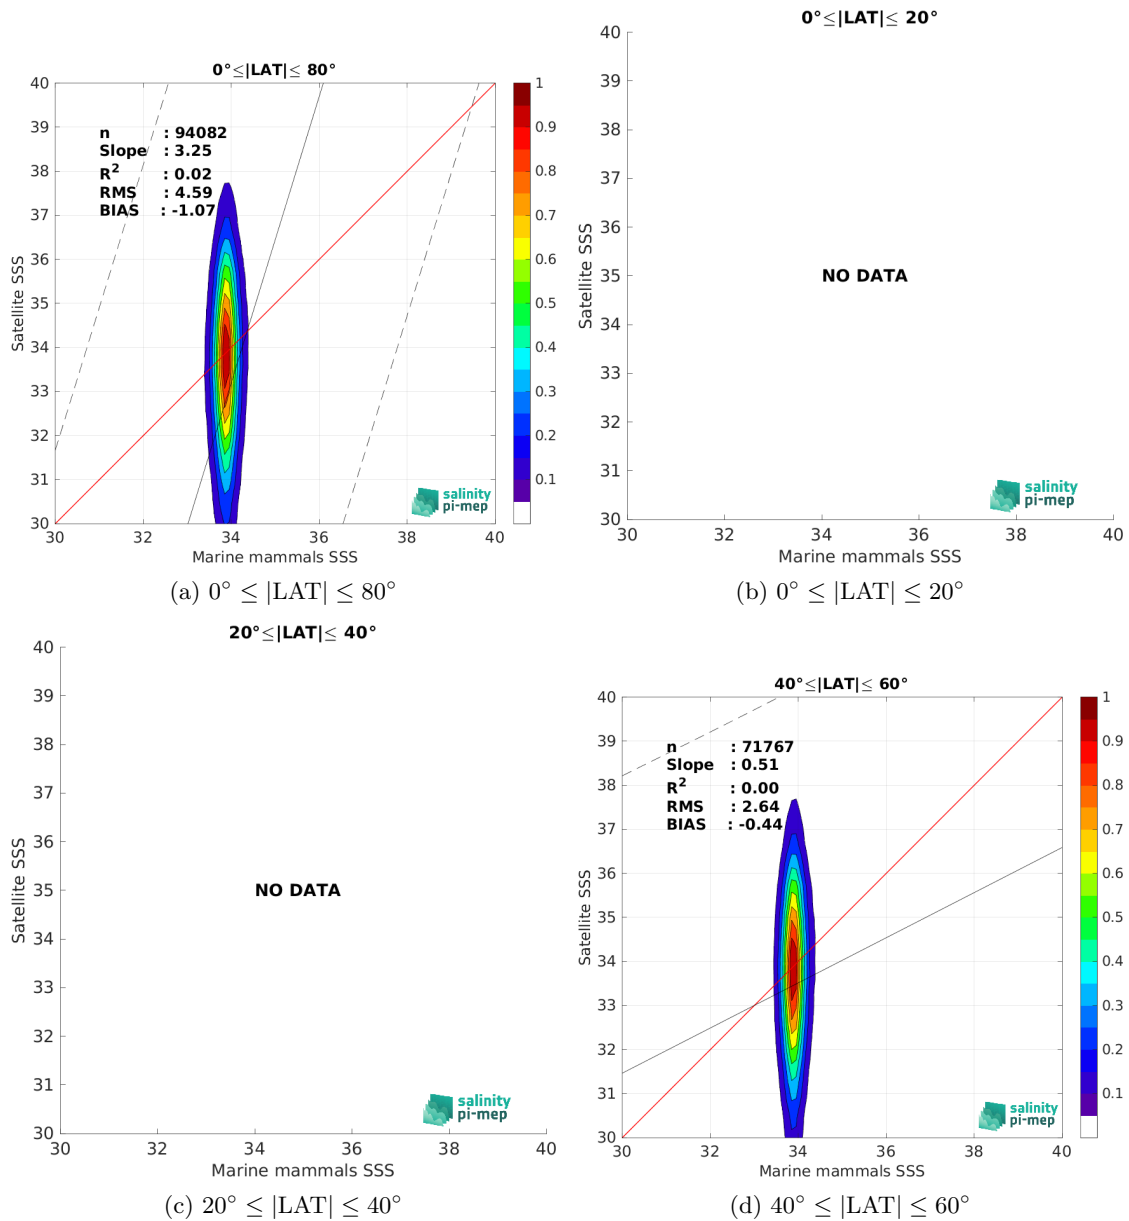 0°≤|LAT|≤ 80°
40
39
38
37
36
35
34
33
32
31
30
Satellite SSS
n : 94082
Slope : 3.25
R2 : 0.02
RMS : 4.59
BIAS : -1.07
salinity
pi-mep
30 32 34 36 38 40
Marine mammals SSS
1
0.9
0.8
0.7
0.6
0.5
0.4
0.3
0.2
0.1
(a) 0° ≤ |LAT| ≤ 80°
0°≤|LAT|≤ 20°
40
39
38
37
36
35
34
33
32
31
30
Satellite SSS
NO DATA
salinity
pi-mep
30 32 34 36 38 40
Marine mammals SSS
(b) 0° ≤ |LAT| ≤ 20°
20°≤|LAT|≤ 40°
40
39
38
37
36
35
34
33
32
31
30
Satellite SSS
NO DATA
salinity
pi-mep
30 32 34 36 38 40
Marine mammals SSS
(c) 20° ≤ |LAT| ≤ 40°
40°≤|LAT|≤ 60°
40
39
38
37
36
35
34
33
32
31
30
Satellite SSS
n : 71767
Slope : 0.51
R2 : 0.00
RMS : 2.64
BIAS : -0.44
salinity
pi-mep
30 32 34 36 38 40
Marine mammals SSS
1
0.9
0.8
0.7
0.6
0.5
0.4
0.3
0.2
0.1
(d) 40° ≤ |LAT| ≤ 60°